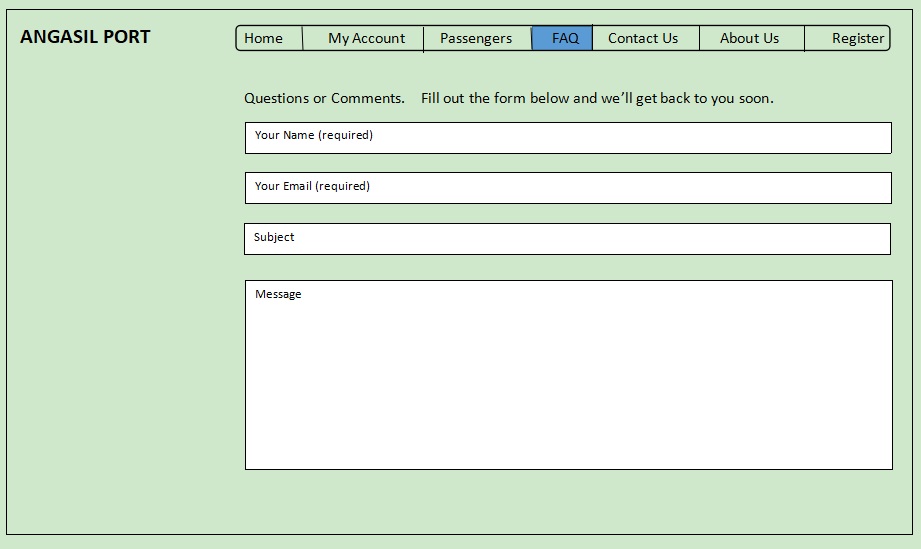 ANGASIL PORT
Home My Account Passengers FAQ Contact Us About Us Register
Questions or Comments. Fill out the form below and we'll get back to you soon.
Your Name (required)
Your Email (required)
Subject
Message